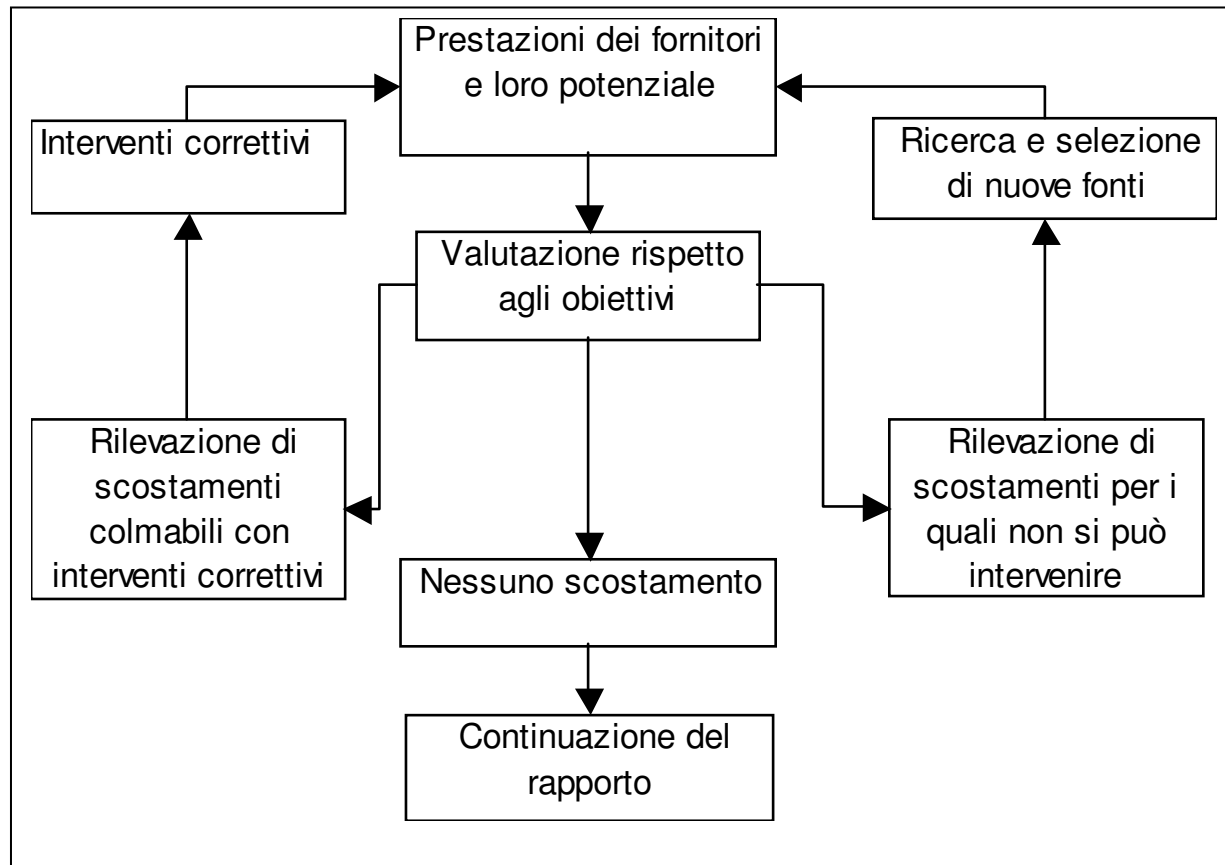 Prestazioni dei fornitori
e loro potenziale
Interventi correttivi
Ricerca e selezione
di nuove fonti
Valutazione rispetto
agli obiettivi
Rilevazione di
scostamenti
colmabili con
interventi correttivi
Rilevazione di
scostamenti per i
quali non si può
intervenire
Nessuno scostamento
Continuazione del
rapporto